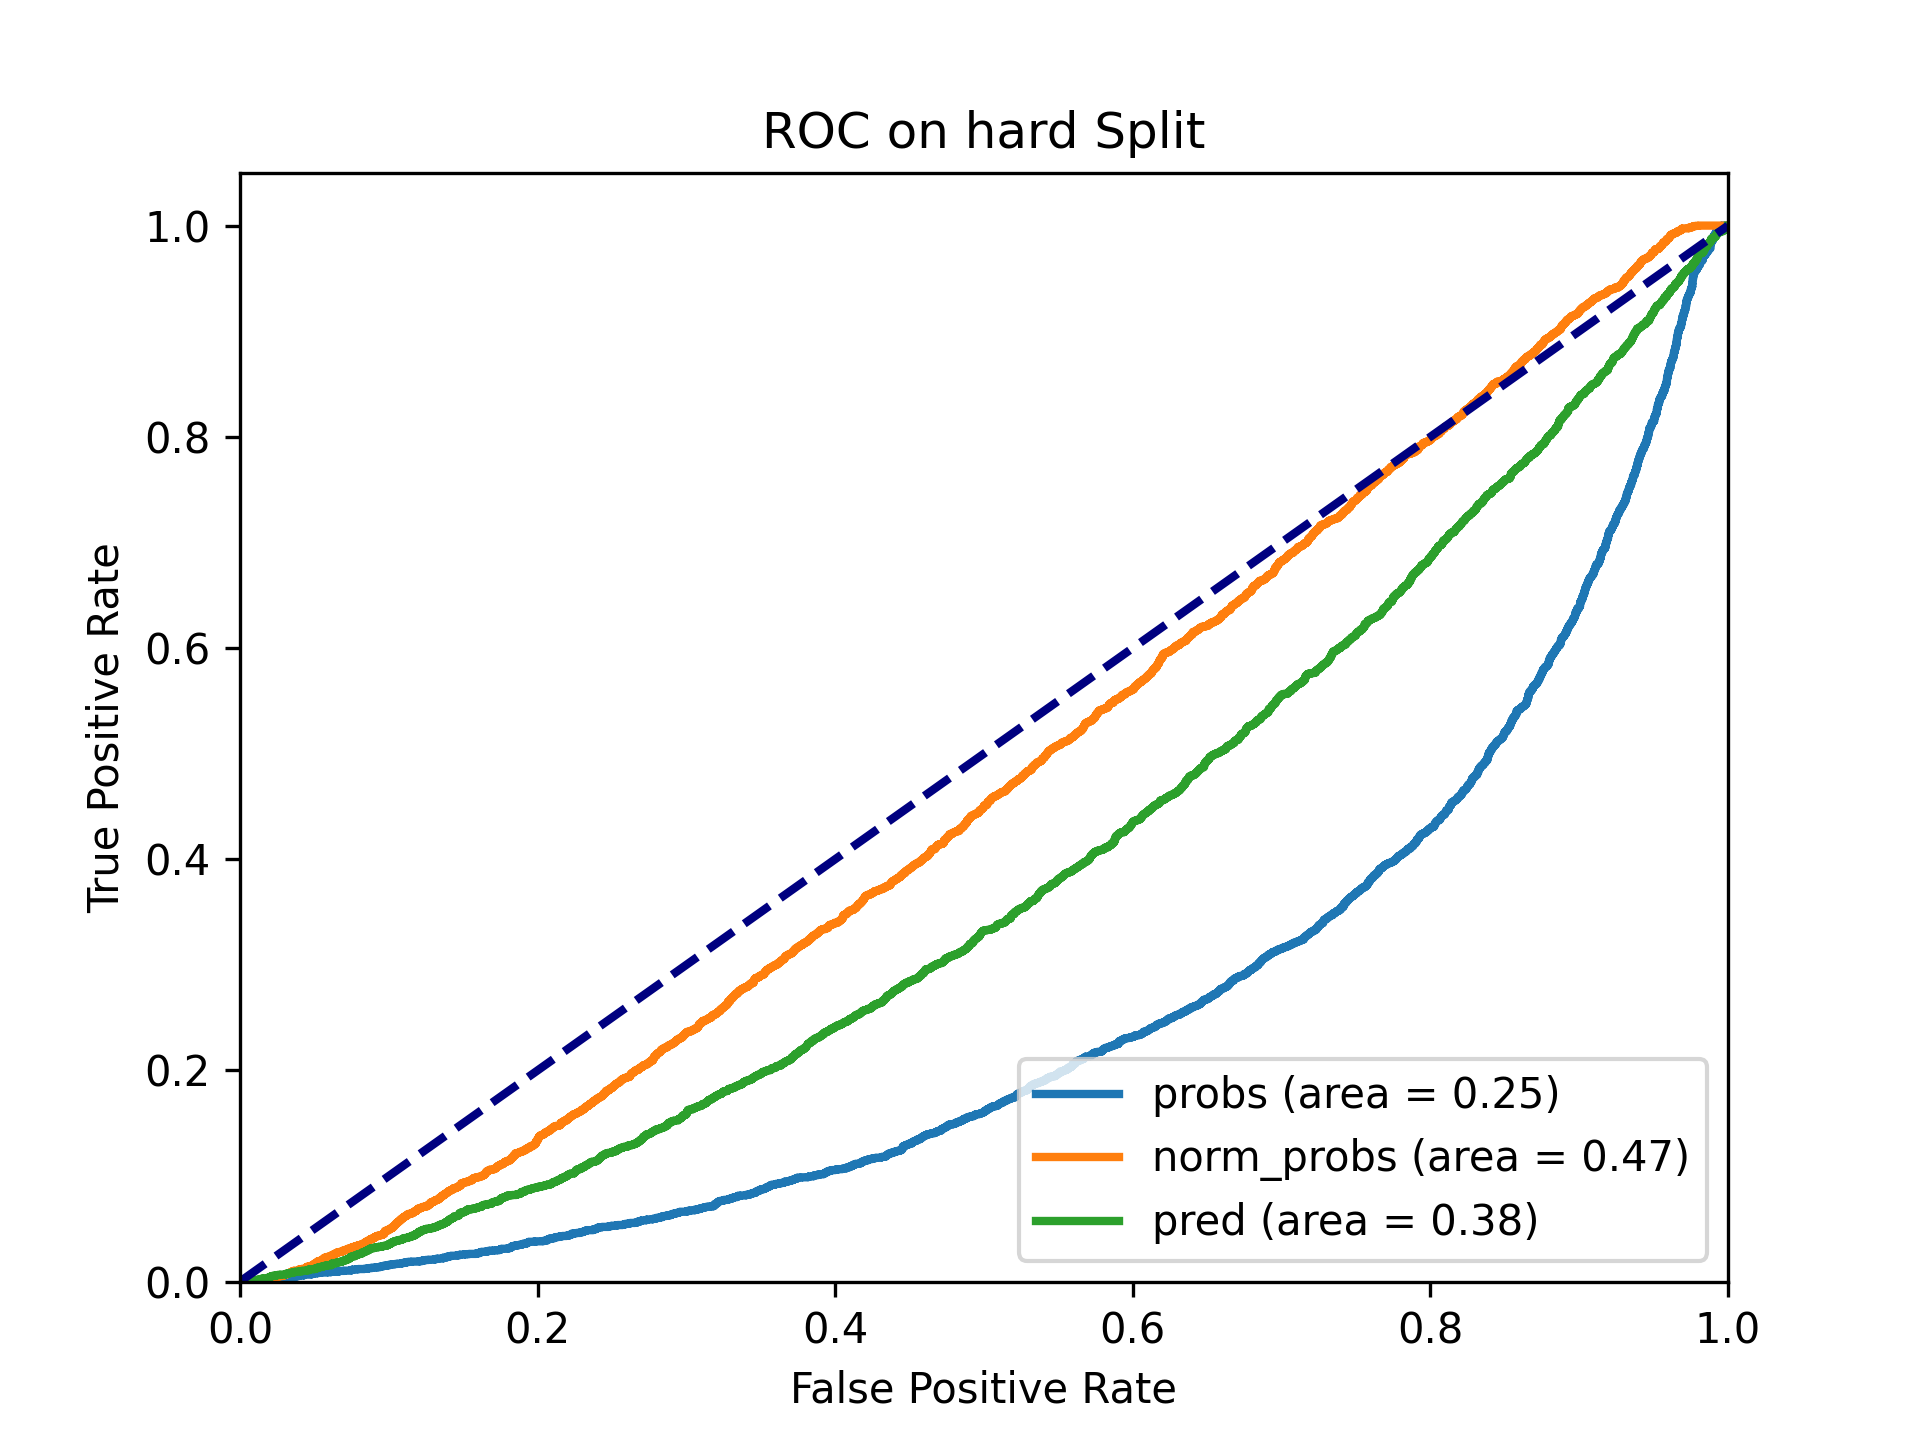 ROC on hard Split
True Positive Rate
1.0
0.8
0.6
0.4
0.2
0.0
probs (area = 0.25)
norm_probs (area = 0.47)
pred (area = 0.38)
0.0 0.2 0.4 0.6 0.8 1.0
False Positive Rate